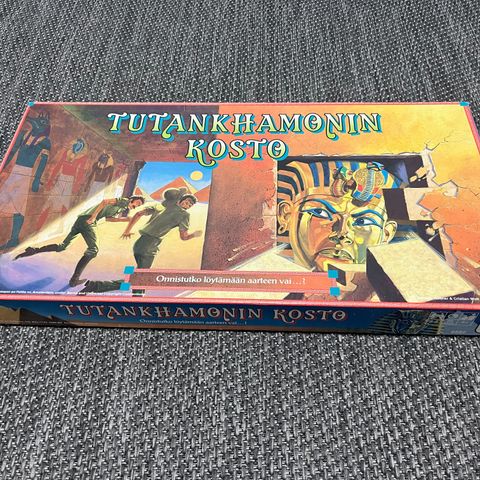 TUTANKHAMONIN
KOSTO
Onnistutko löytämään aarteen vai...!
TUTANKHAMONIN KOSTO
Onnistutko löytämään aarteen vai...!